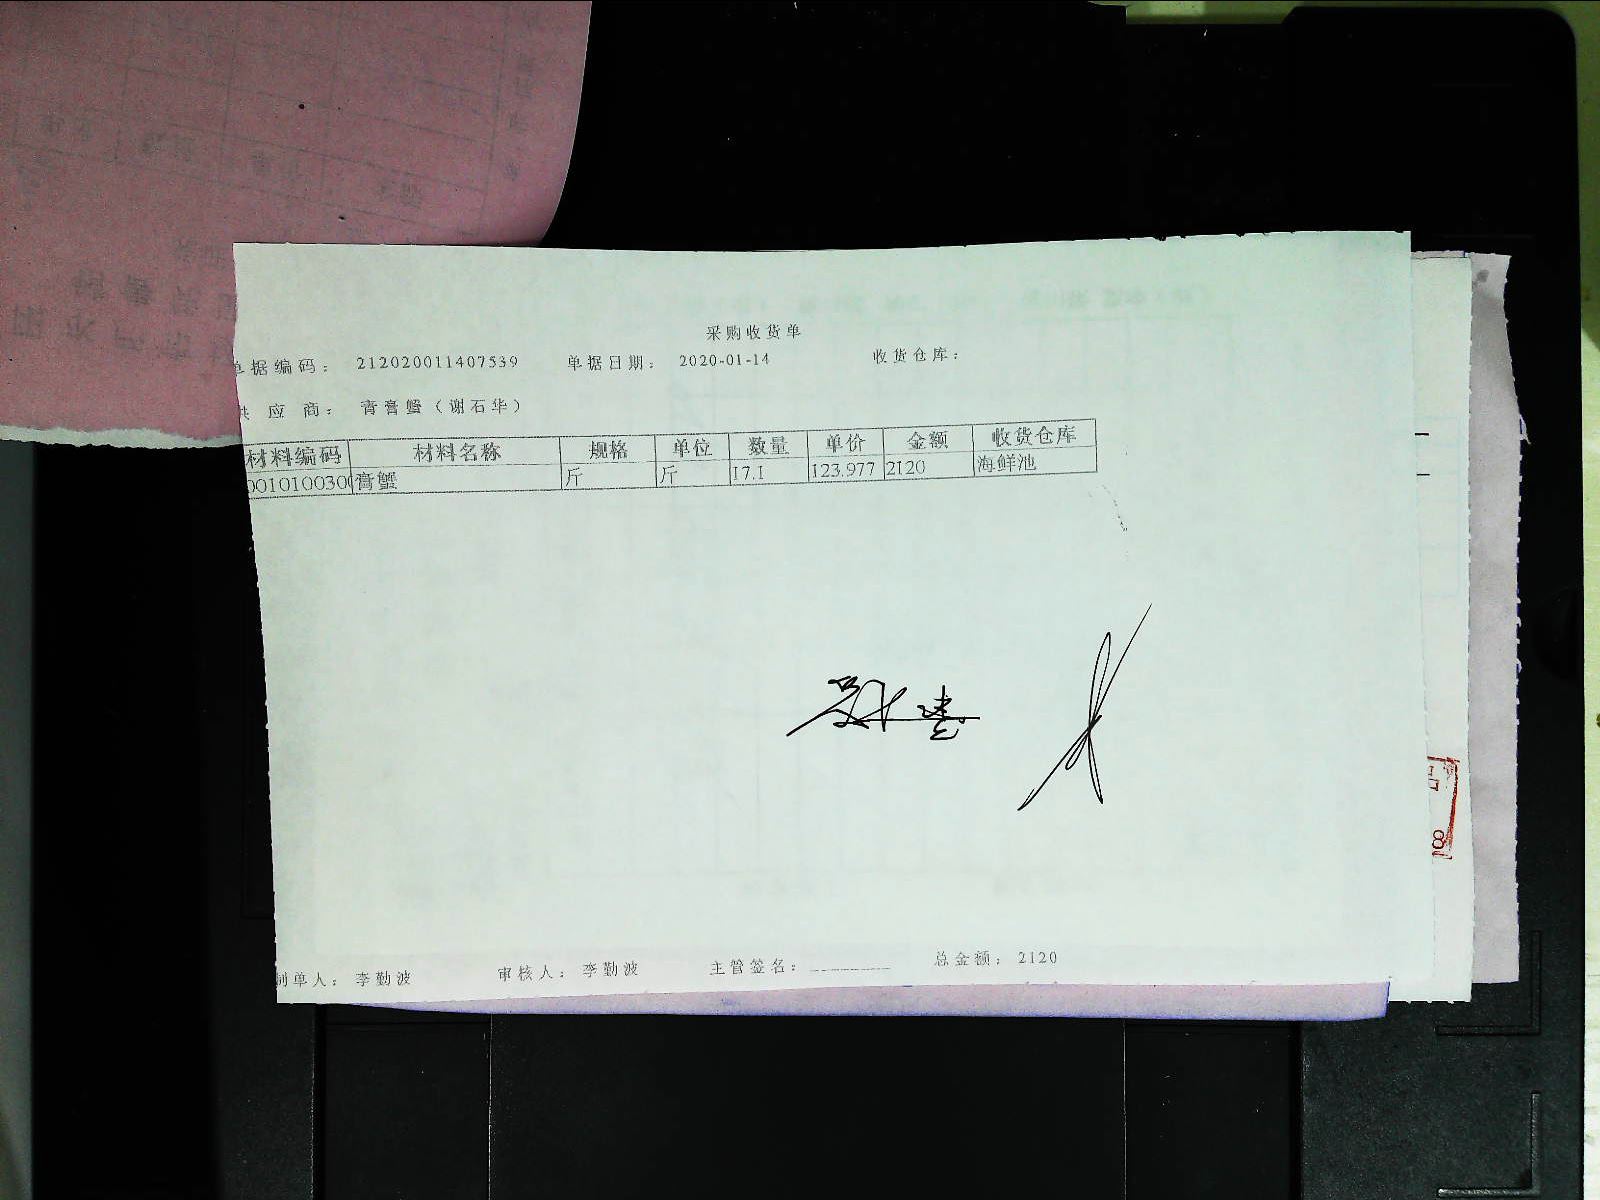 采购收货单
单据编码： 212020011407539 单据日期： 2020-01-14 收货仓库：
供应商： 膏膏蟹（谢石华）
材料编码 材料名称 规格 单位 数量 单价 金额 收货仓库
0010100300 膏蟹 斤 斤 17.1 123.977 2120 海鲜池
制单人： 李勤波 审核人： 李勤波 主管签名： 总金额： 2120
8